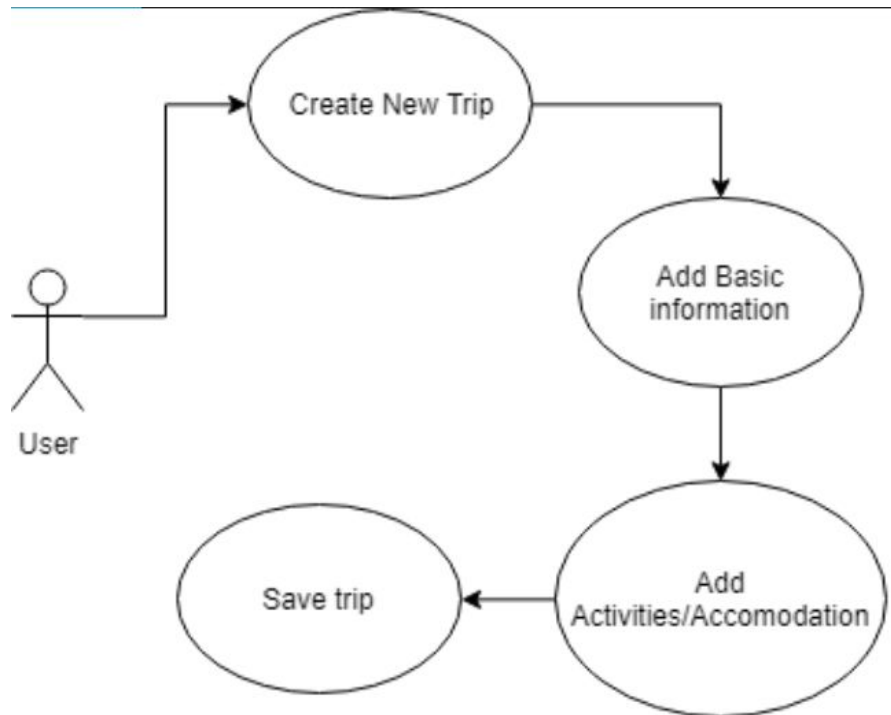 Create New Trip
Add Basic
information
User
Save trip
Add
Activities/Accomodation